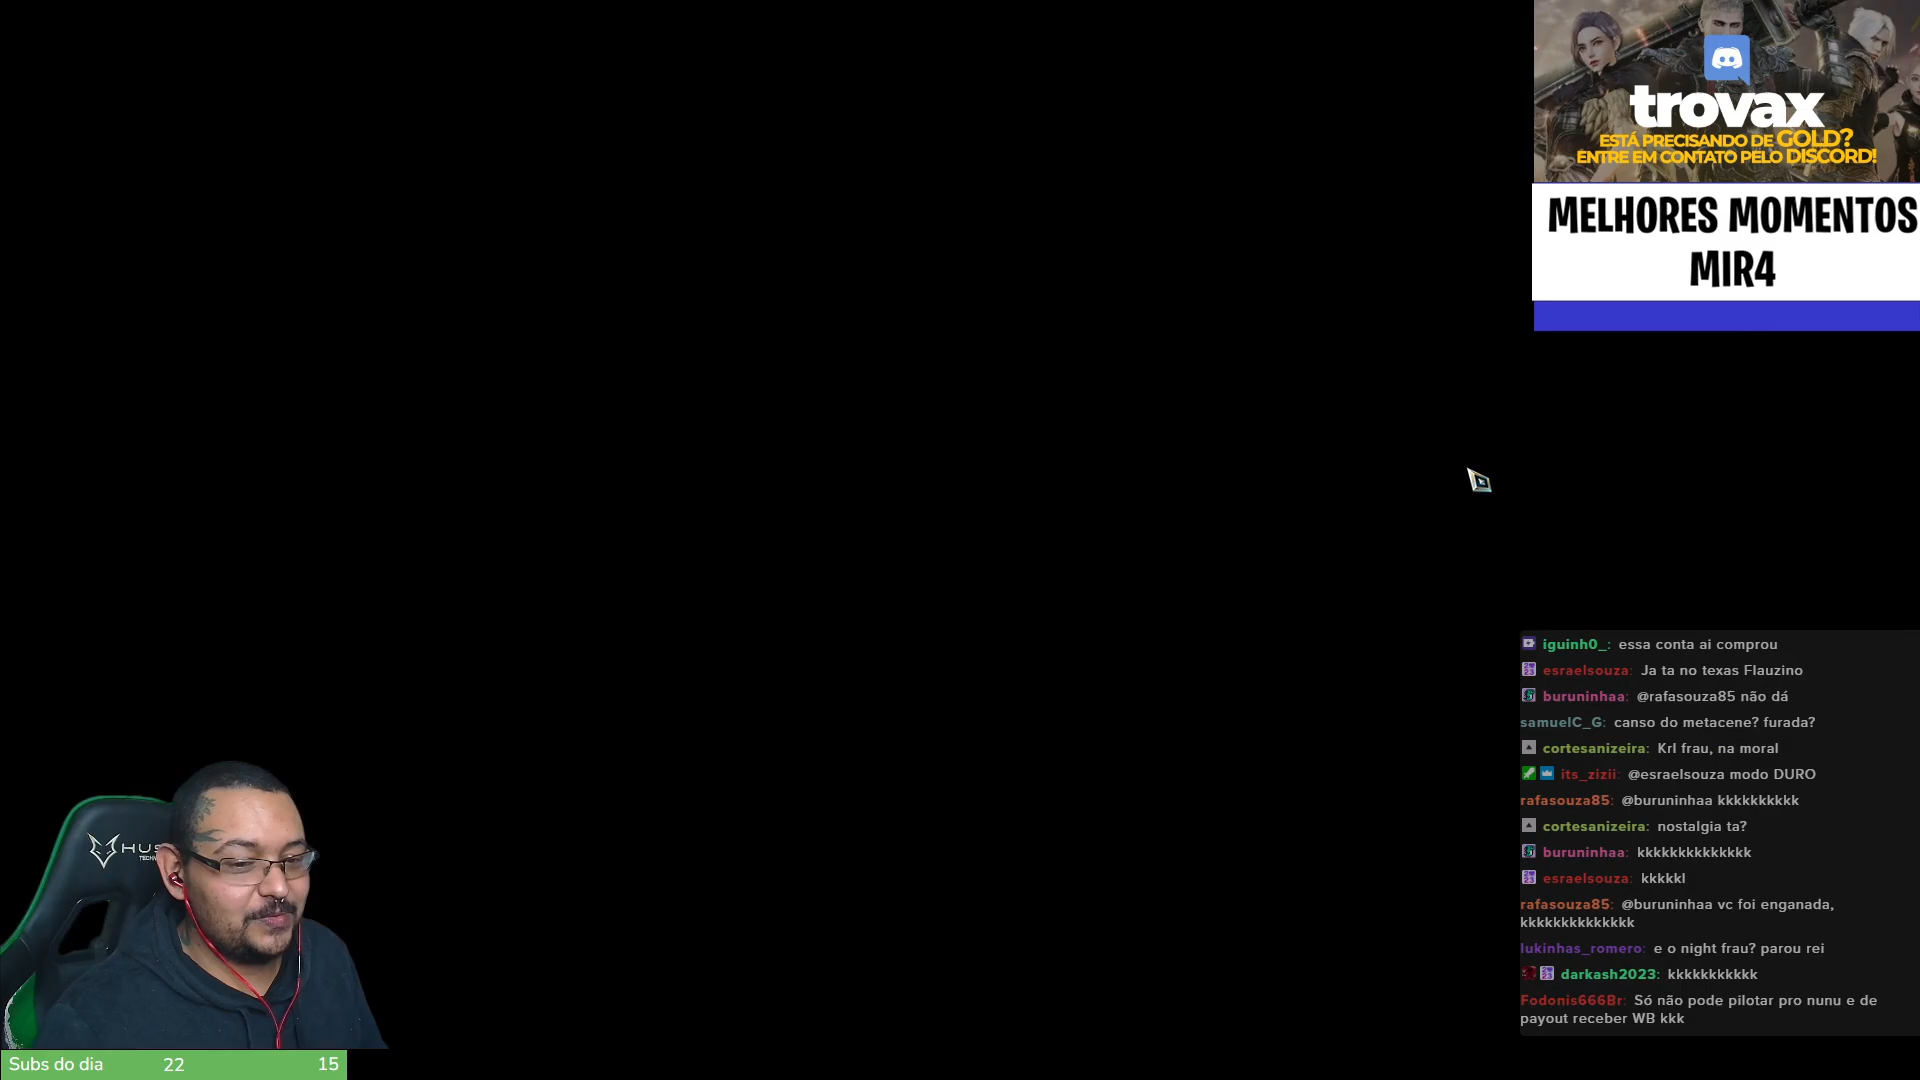 trovax
ESTÁ PRECISANDO DE GOLD?
ENTRE EM CONTATO PELO DISCORD!
MELHORES MOMENTOS
MIR4
iguinh0_: essa conta ai comprou
esraelsouza: Ja ta no texas Flauzino
buruninhaa: @rafasouza85 não dá
samuelC_G: canso do metacene? furada?
cortesanizeira: Krl frau, na moral
its_zizii: @esraelsouza modo DURO
rafasouza85: @buruninhaa kkkkkkkkkk
cortesanizeira: nostalgia ta?
buruninhaa: kkkkkkkkkkkkkk
esraelsouza: kkkkkl
rafasouza85: @buruninhaa vc foi enganada,
kkkkkkkkkkkkkk
lukinhas_romero: e o night frau? parou rei
darkash2023: kkkkkkkkkkk
Fodonis666Br: Só não pode pilotar pro nunu e de
payout receber WB kkk
HUS
TECHN
Subs do dia 22 15